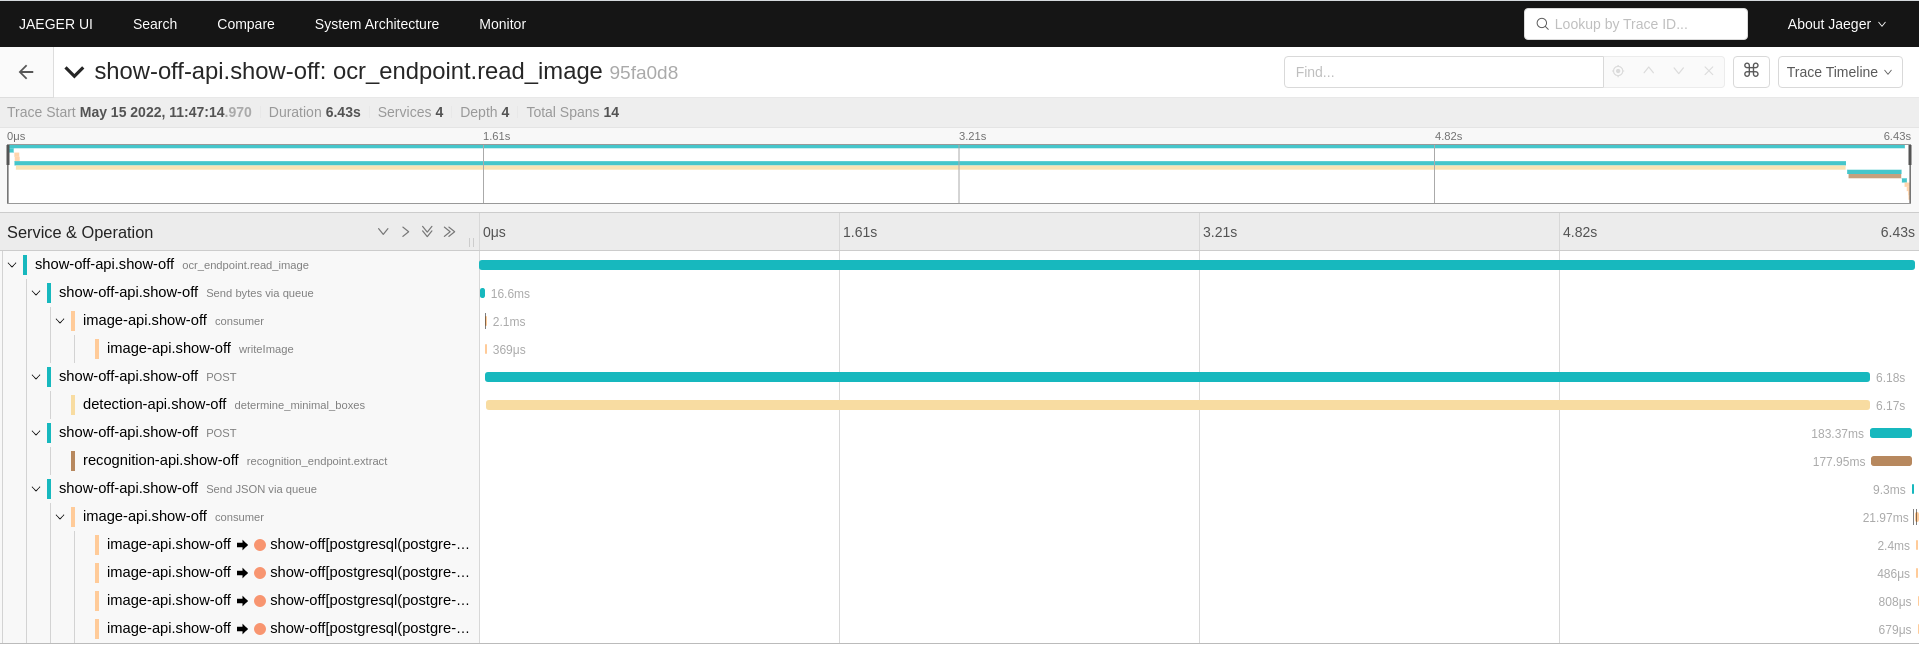 JAEGER UI Search Compare System Architecture Monitor Lookup by Trace ID... About Jaeger
show-off-api.show-off: ocr_endpoint.read_image 95fa0d8 Find... ⌘ Trace Timeline
Trace Start May 15 2022, 11:47:14.970 Duration 6.43s Services 4 Depth 4 Total Spans 14
0μs 1.61s 3.21s 4.82s 6.43s
Service & Operation 0μs 1.61s 3.21s 4.82s 6.43s
show-off-api.show-off ocr_endpoint.read_image
show-off-api.show-off Send bytes via queue 16.6ms
image-api.show-off consumer 2.1ms
image-api.show-off writeImage 369μs
show-off-api.show-off POST 6.18s
detection-api.show-off determine_minimal_boxes 6.17s
show-off-api.show-off POST 183.37ms
recognition-api.show-off recognition_endpoint.extract 177.95ms
show-off-api.show-off Send JSON via queue 9.3ms
image-api.show-off consumer 21.97ms
image-api.show-off show-off[postgresql(postgre-... 2.4ms
image-api.show-off show-off[postgresql(postgre-... 486μs
image-api.show-off show-off[postgresql(postgre-... 808μs
image-api.show-off show-off[postgresql(postgre-... 679μs